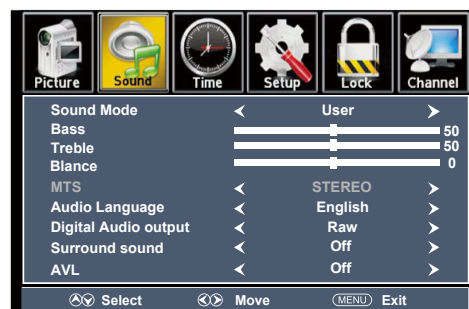 Picture Sound Time Setup Lock Channel
Sound Mode User
Bass 50
Treble 50
Blance 0
MTS STEREO
Audio Language English
Digital Audio output Raw
Surround sound Off
AVL Off
Select Move MENU Exit